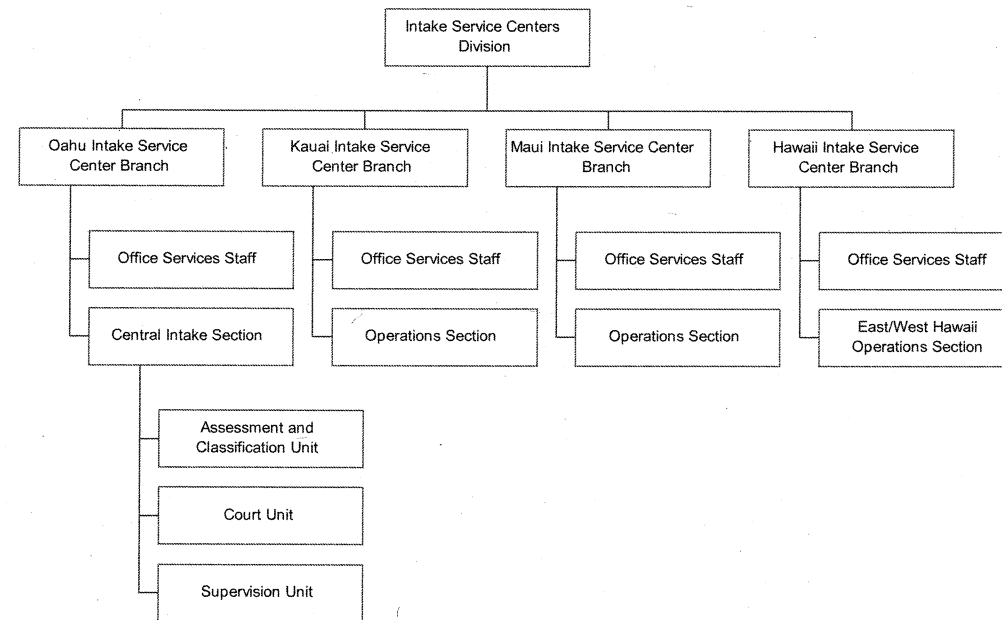 Intake Service Centers
Division
Oahu Intake Service
Center Branch
Kauai Intake Service
Center Branch
Maui Intake Service Center
Branch
Hawaii Intake Service
Center Branch
Office Services Staff
Office Services Staff
Office Services Staff
Office Services Staff
Central Intake Section
Operations Section
Operations Section
East/West Hawaii
Operations Section
Assessment and
Classification Unit
Court Unit
Supervision Unit